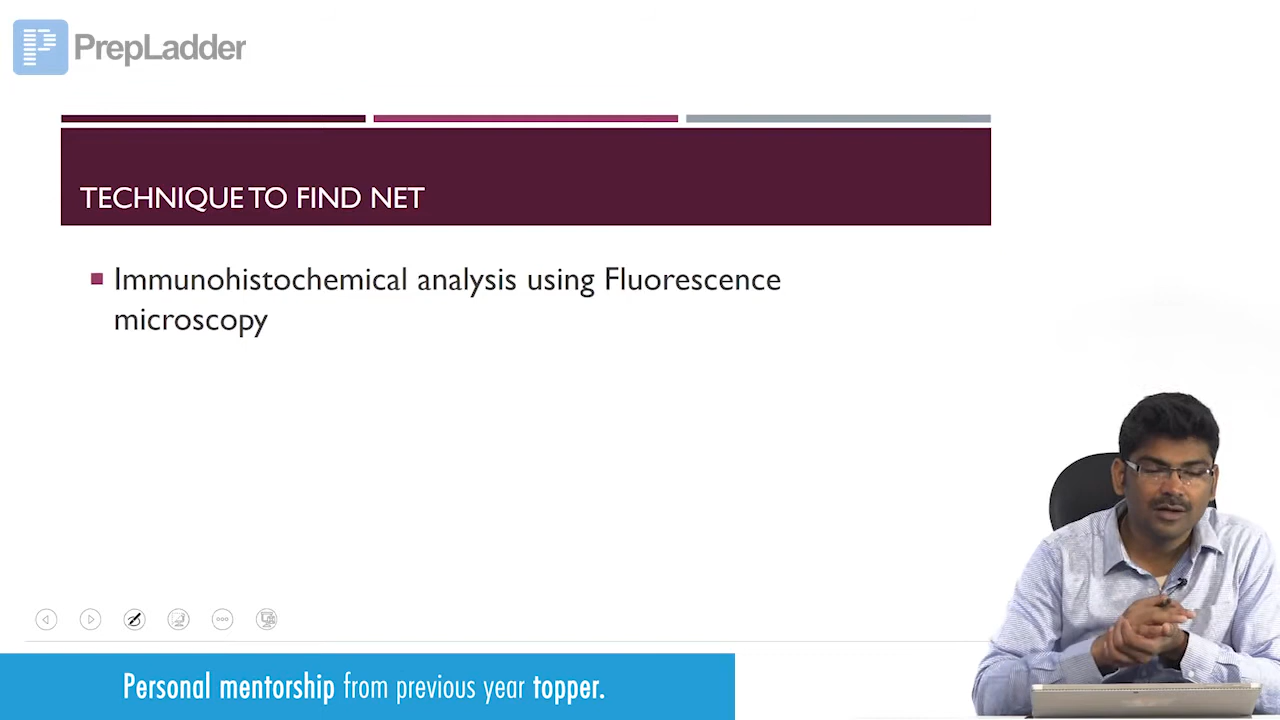 PrepLadder
TECHNIQUE TO FIND NET
Immunohistochemical analysis using Fluorescence
microscopy
Personal mentorship from previous year topper.